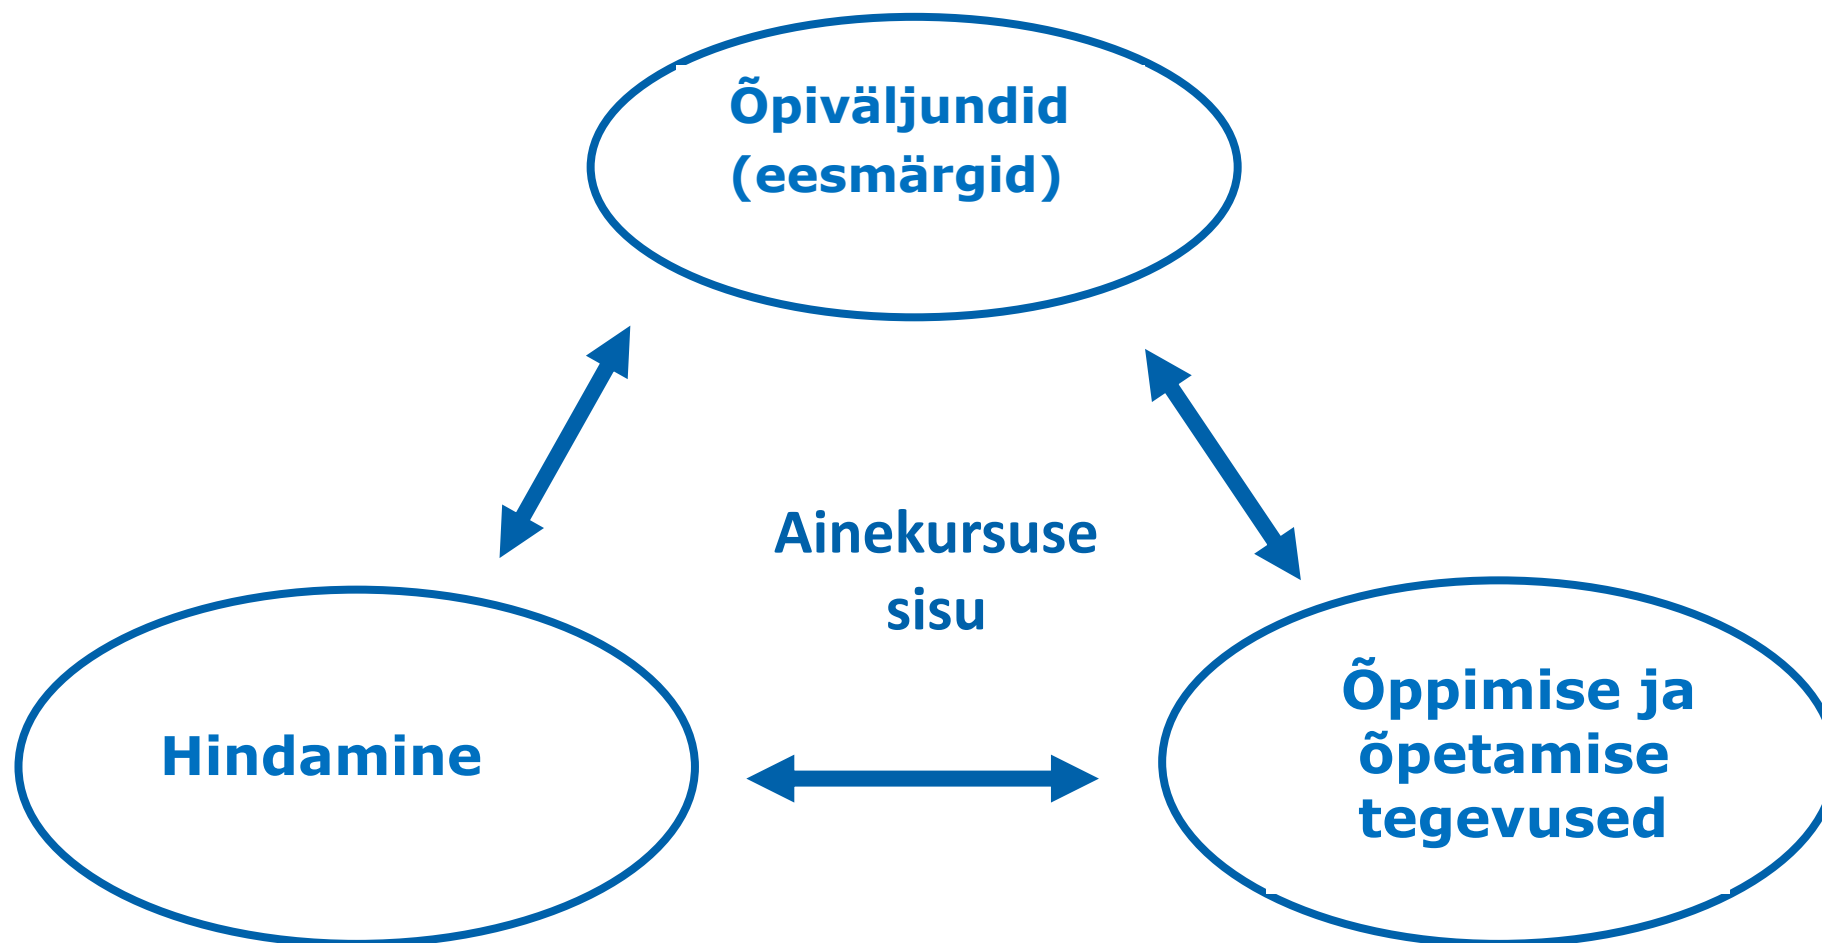 Õpiväljundid
(eesmärgid)
Ainekursuse
sisu
Hindamine
Õppimise ja
õpetamise
tegevused